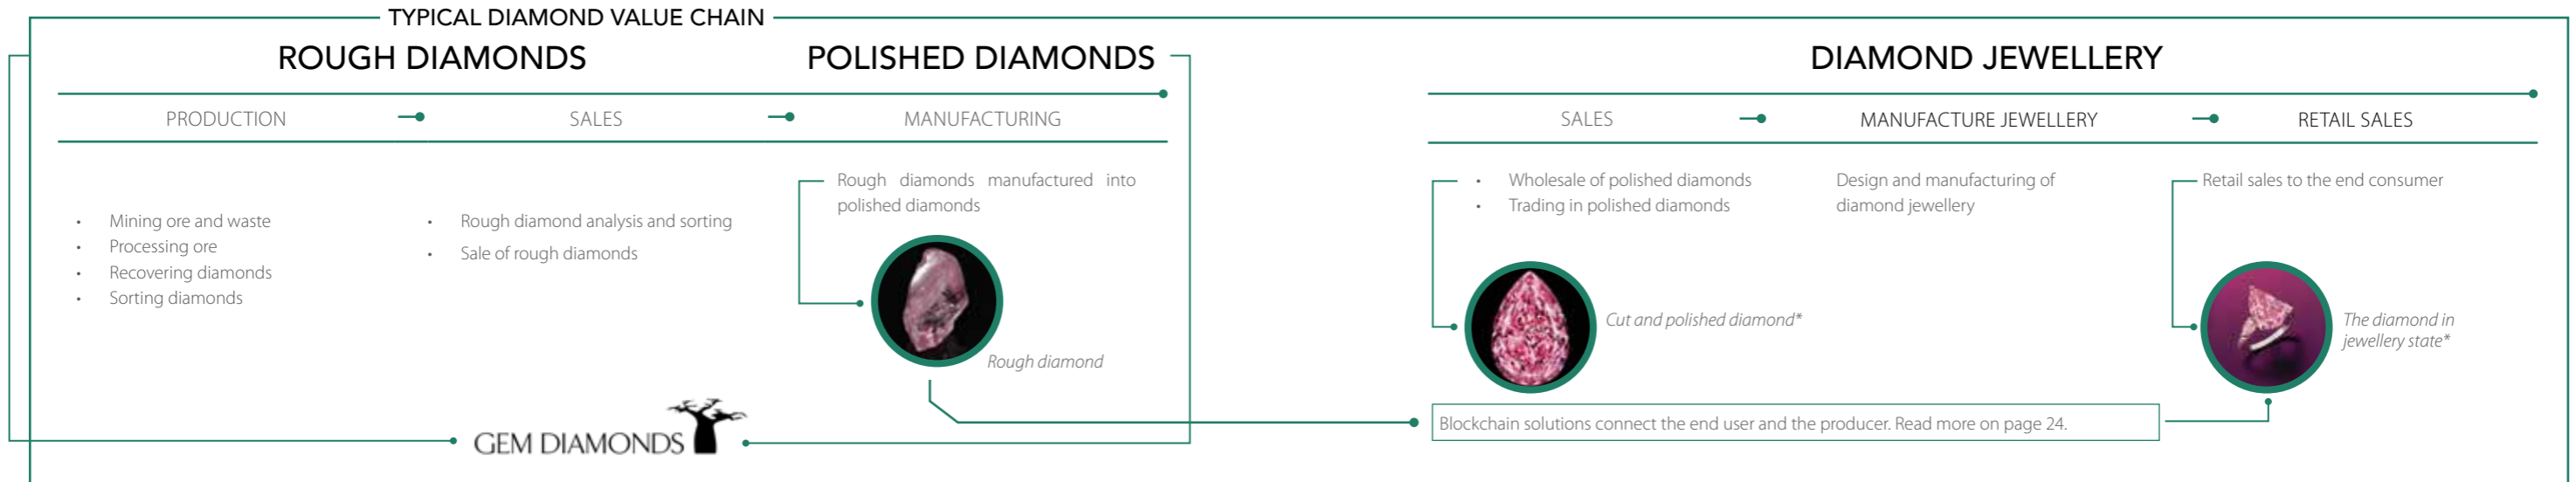 TYPICAL DIAMOND VALUE CHAIN
ROUGH DIAMONDS
POLISHED DIAMONDS
PRODUCTION
SALES
MANUFACTURING
• Mining ore and waste
• Processing ore
• Recovering diamonds
• Sorting diamonds
• Rough diamond analysis and sorting
• Sale of rough diamonds
Rough diamonds manufactured into
polished diamonds
Rough diamond
GEM DIAMONDS
DIAMOND JEWELLERY
SALES
MANUFACTURE JEWELLERY
RETAIL SALES
• Wholesale of polished diamonds
• Trading in polished diamonds
Cut and polished diamond*
Design and manufacturing of
diamond jewellery
Retail sales to the end consumer
The diamond in
jewellery state*
Blockchain solutions connect the end user and the producer. Read more on page 24.